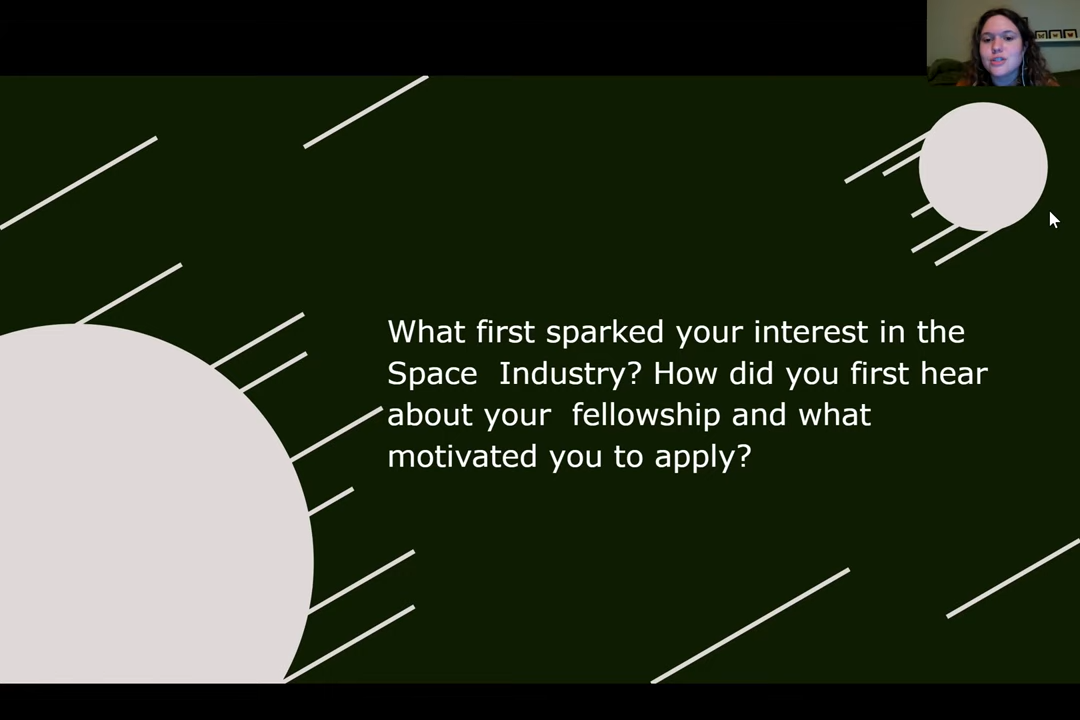 What first sparked your interest in the
Space  Industry? How did you first hear
about your  fellowship and what
motivated you to apply?